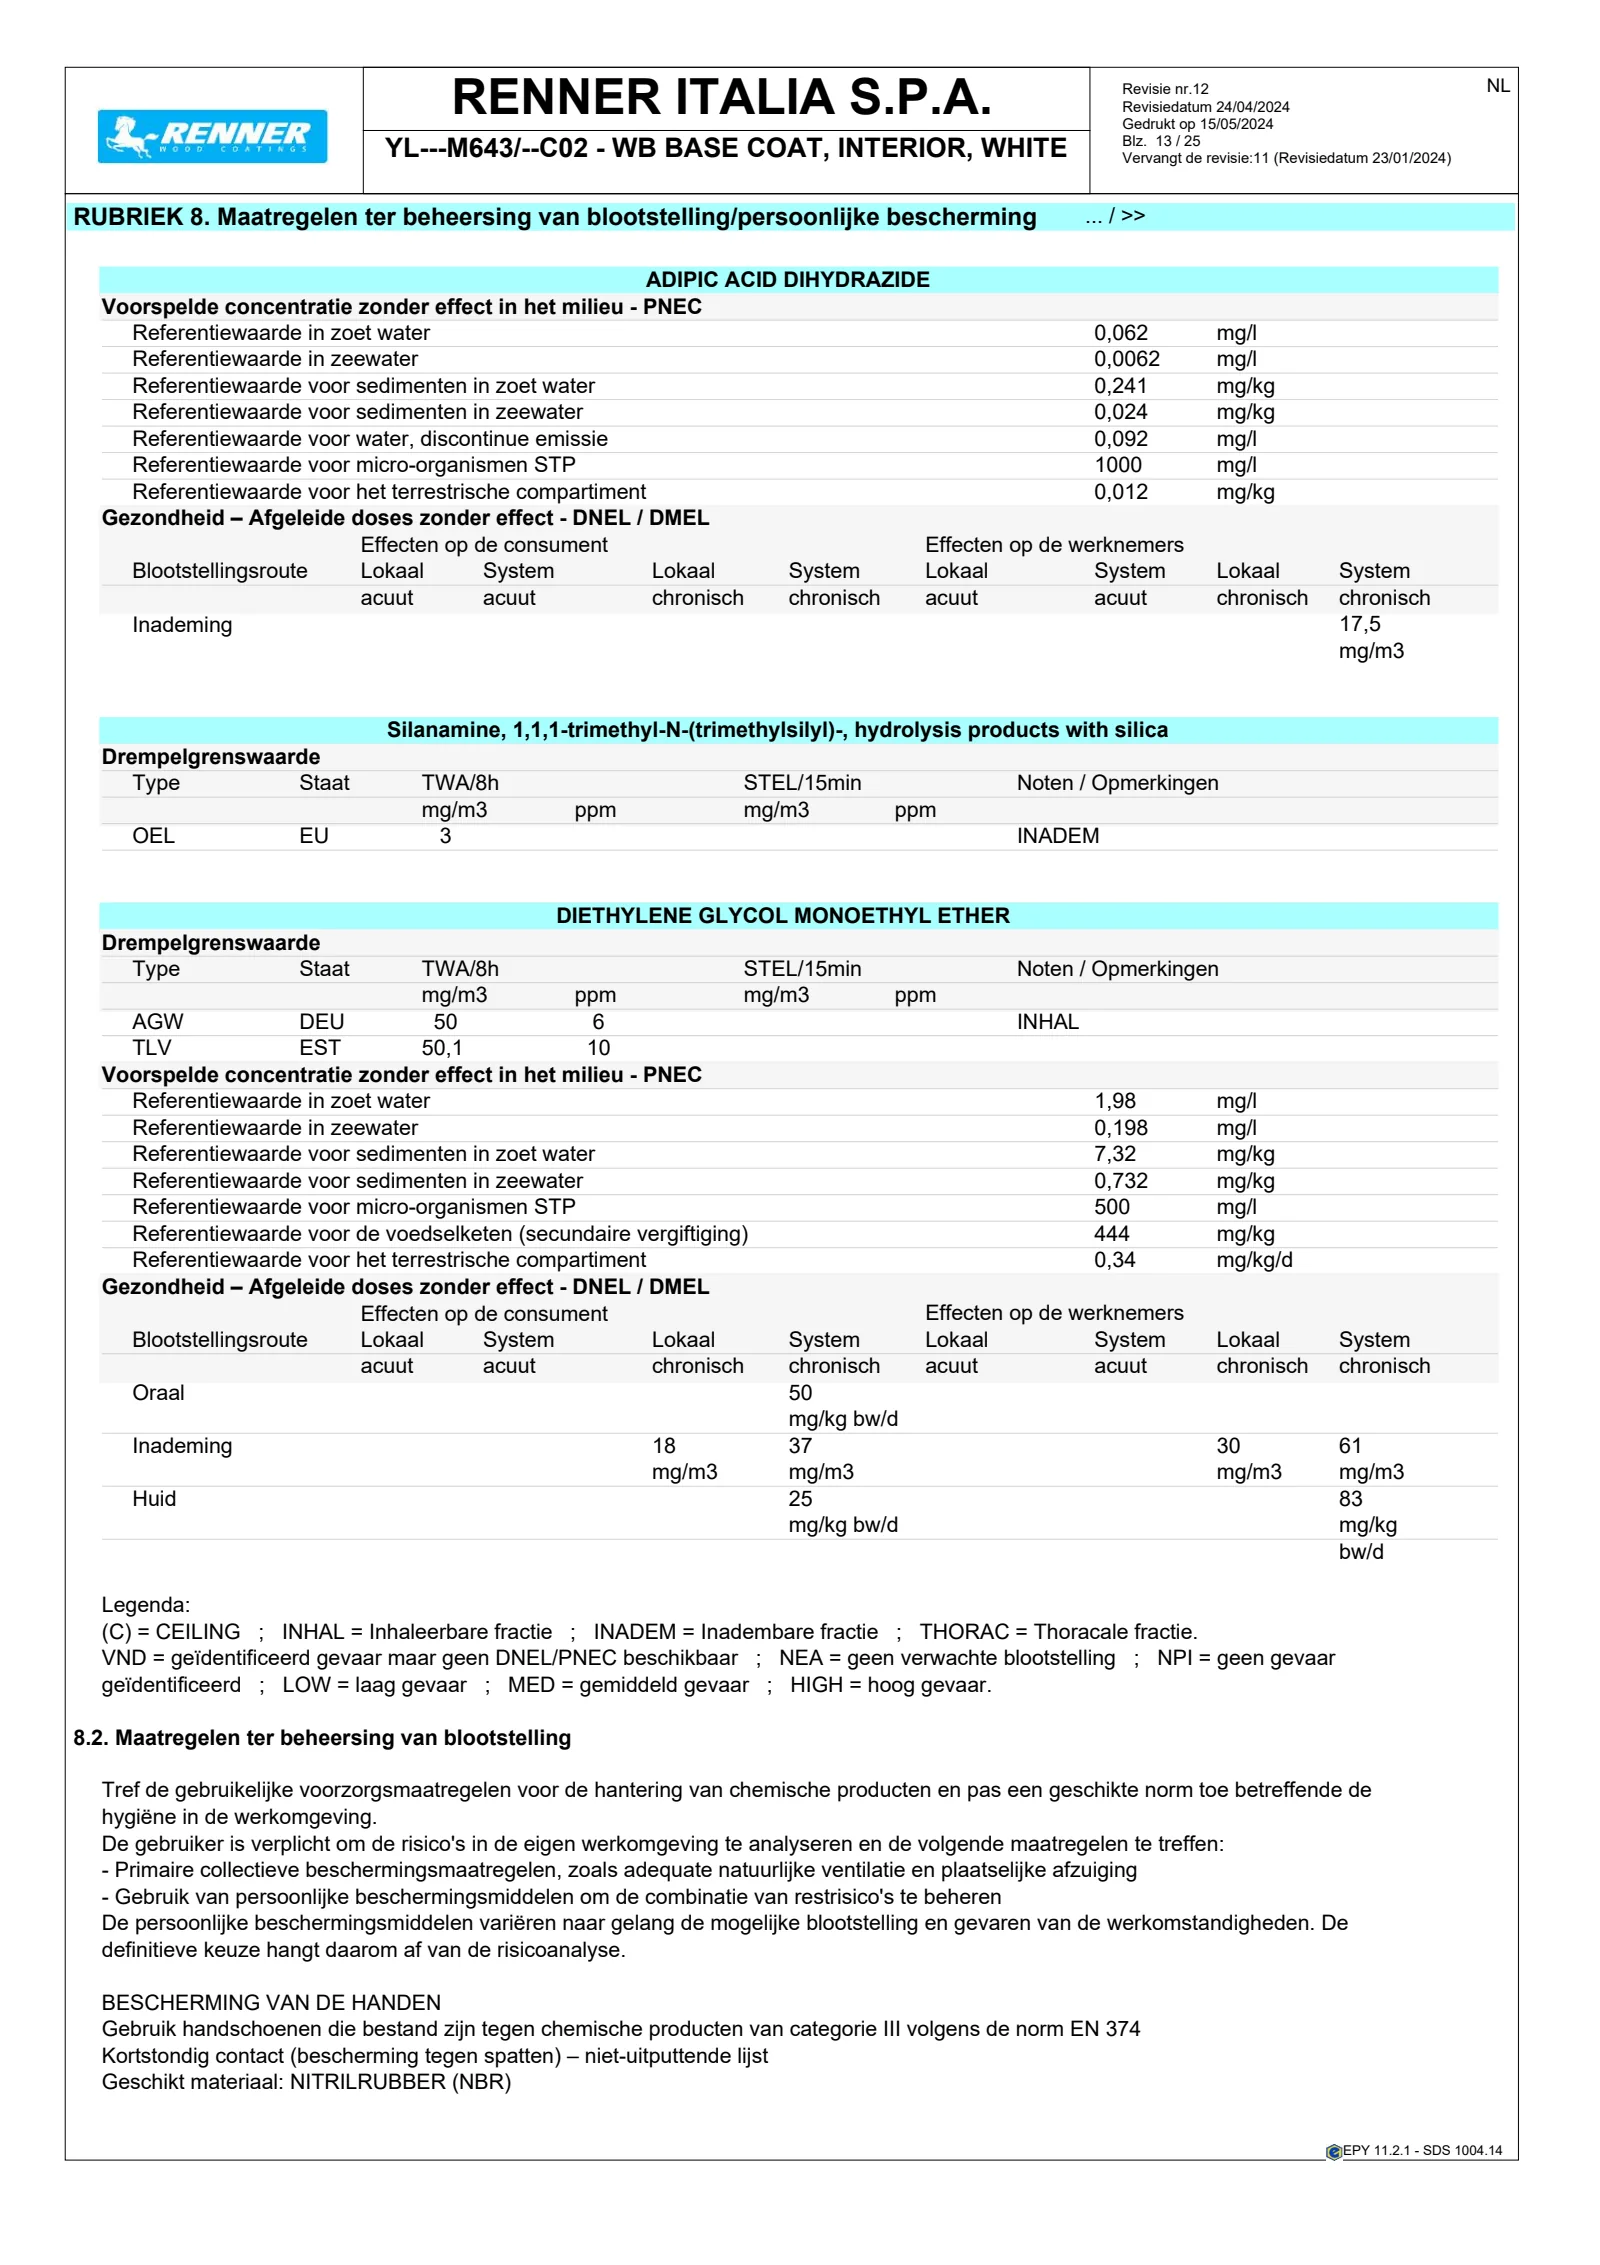 RENNER
WOOD COATINGS
RENNER ITALIA S.P.A.
YL---M643/--C02 - WB BASE COAT, INTERIOR, WHITE
Revisie nr.12
Revisiedatum 24/04/2024
Gedrukt op 15/05/2024
Blz. 13 / 25
Vervangt de revisie:11 (Revisiedatum 23/01/2024)
NL
RUBRIEK 8. Maatregelen ter beheersing van blootstelling/persoonlijke bescherming ... / >>
ADIPIC ACID DIHYDRAZIDE
Voorspelde concentratie zonder effect in het milieu - PNEC
Referentiewaarde in zoet water 0,062 mg/l
Referentiewaarde in zeewater 0,0062 mg/l
Referentiewaarde voor sedimenten in zoet water 0,241 mg/kg
Referentiewaarde voor sedimenten in zeewater 0,024 mg/kg
Referentiewaarde voor water, discontinue emissie 0,092 mg/l
Referentiewaarde voor micro-organismen STP 1000 mg/l
Referentiewaarde voor het terrestrische compartiment 0,012 mg/kg
Gezondheid – Afgeleide doses zonder effect - DNEL / DMEL
Effecten op de consument Effecten op de werknemers
Blootstellingsroute Lokaal System Lokaal System Lokaal System Lokaal System
acuut acuut chronisch chronisch acuut acuut chronisch chronisch
Inademing 17,5
mg/m3
Silanamine, 1,1,1-trimethyl-N-(trimethylsilyl)-, hydrolysis products with silica
Drempelgrenswaarde
Type Staat TWA/8h STEL/15min Noten / Opmerkingen
mg/m3 ppm mg/m3 ppm
OEL EU 3 INADEM
DIETHYLENE GLYCOL MONOETHYL ETHER
Drempelgrenswaarde
Type Staat TWA/8h STEL/15min Noten / Opmerkingen
mg/m3 ppm mg/m3 ppm
AGW DEU 50 6 INHAL
TLV EST 50,1 10
Voorspelde concentratie zonder effect in het milieu - PNEC
Referentiewaarde in zoet water 1,98 mg/l
Referentiewaarde in zeewater 0,198 mg/l
Referentiewaarde voor sedimenten in zoet water 7,32 mg/kg
Referentiewaarde voor sedimenten in zeewater 0,732 mg/kg
Referentiewaarde voor micro-organismen STP 500 mg/l
Referentiewaarde voor de voedselketen (secundaire vergiftiging) 444 mg/kg
Referentiewaarde voor het terrestrische compartiment 0,34 mg/kg/d
Gezondheid – Afgeleide doses zonder effect - DNEL / DMEL
Effecten op de consument Effecten op de werknemers
Blootstellingsroute Lokaal System Lokaal System Lokaal System Lokaal System
acuut acuut chronisch chronisch acuut acuut chronisch chronisch
Oraal 50
mg/kg bw/d
Inademing 18 37 30 61
mg/m3 mg/m3 mg/m3 mg/m3
Huid 25 83
mg/kg bw/d mg/kg
bw/d
Legenda:
(C) = CEILING ; INHAL = Inhaleerbare fractie ; INADEM = Inadembare fractie ; THORAC = Thoracale fractie.
VND = geïdentificeerd gevaar maar geen DNEL/PNEC beschikbaar ; NEA = geen verwachte blootstelling ; NPI = geen gevaar
geïdentificeerd ; LOW = laag gevaar ; MED = gemiddeld gevaar ; HIGH = hoog gevaar.
8.2. Maatregelen ter beheersing van blootstelling
Tref de gebruikelijke voorzorgsmaatregelen voor de hantering van chemische producten en pas een geschikte norm toe betreffende de
hygiëne in de werkomgeving.
De gebruiker is verplicht om de risico's in de eigen werkomgeving te analyseren en de volgende maatregelen te treffen:
- Primaire collectieve beschermingsmaatregelen, zoals adequate natuurlijke ventilatie en plaatselijke afzuiging
- Gebruik van persoonlijke beschermingsmiddelen om de combinatie van restrisico's te beheren
De persoonlijke beschermingsmiddelen variëren naar gelang de mogelijke blootstelling en gevaren van de werkomstandigheden. De
definitieve keuze hangt daarom af van de risicoanalyse.
BESCHERMING VAN DE HANDEN
Gebruik handschoenen die bestand zijn tegen chemische producten van categorie III volgens de norm EN 374
Kortstondig contact (bescherming tegen spatten) – niet-uitputtende lijst
Geschikt materiaal: NITRILRUBBER (NBR)
EPY 11.2.1 - SDS 1004.14